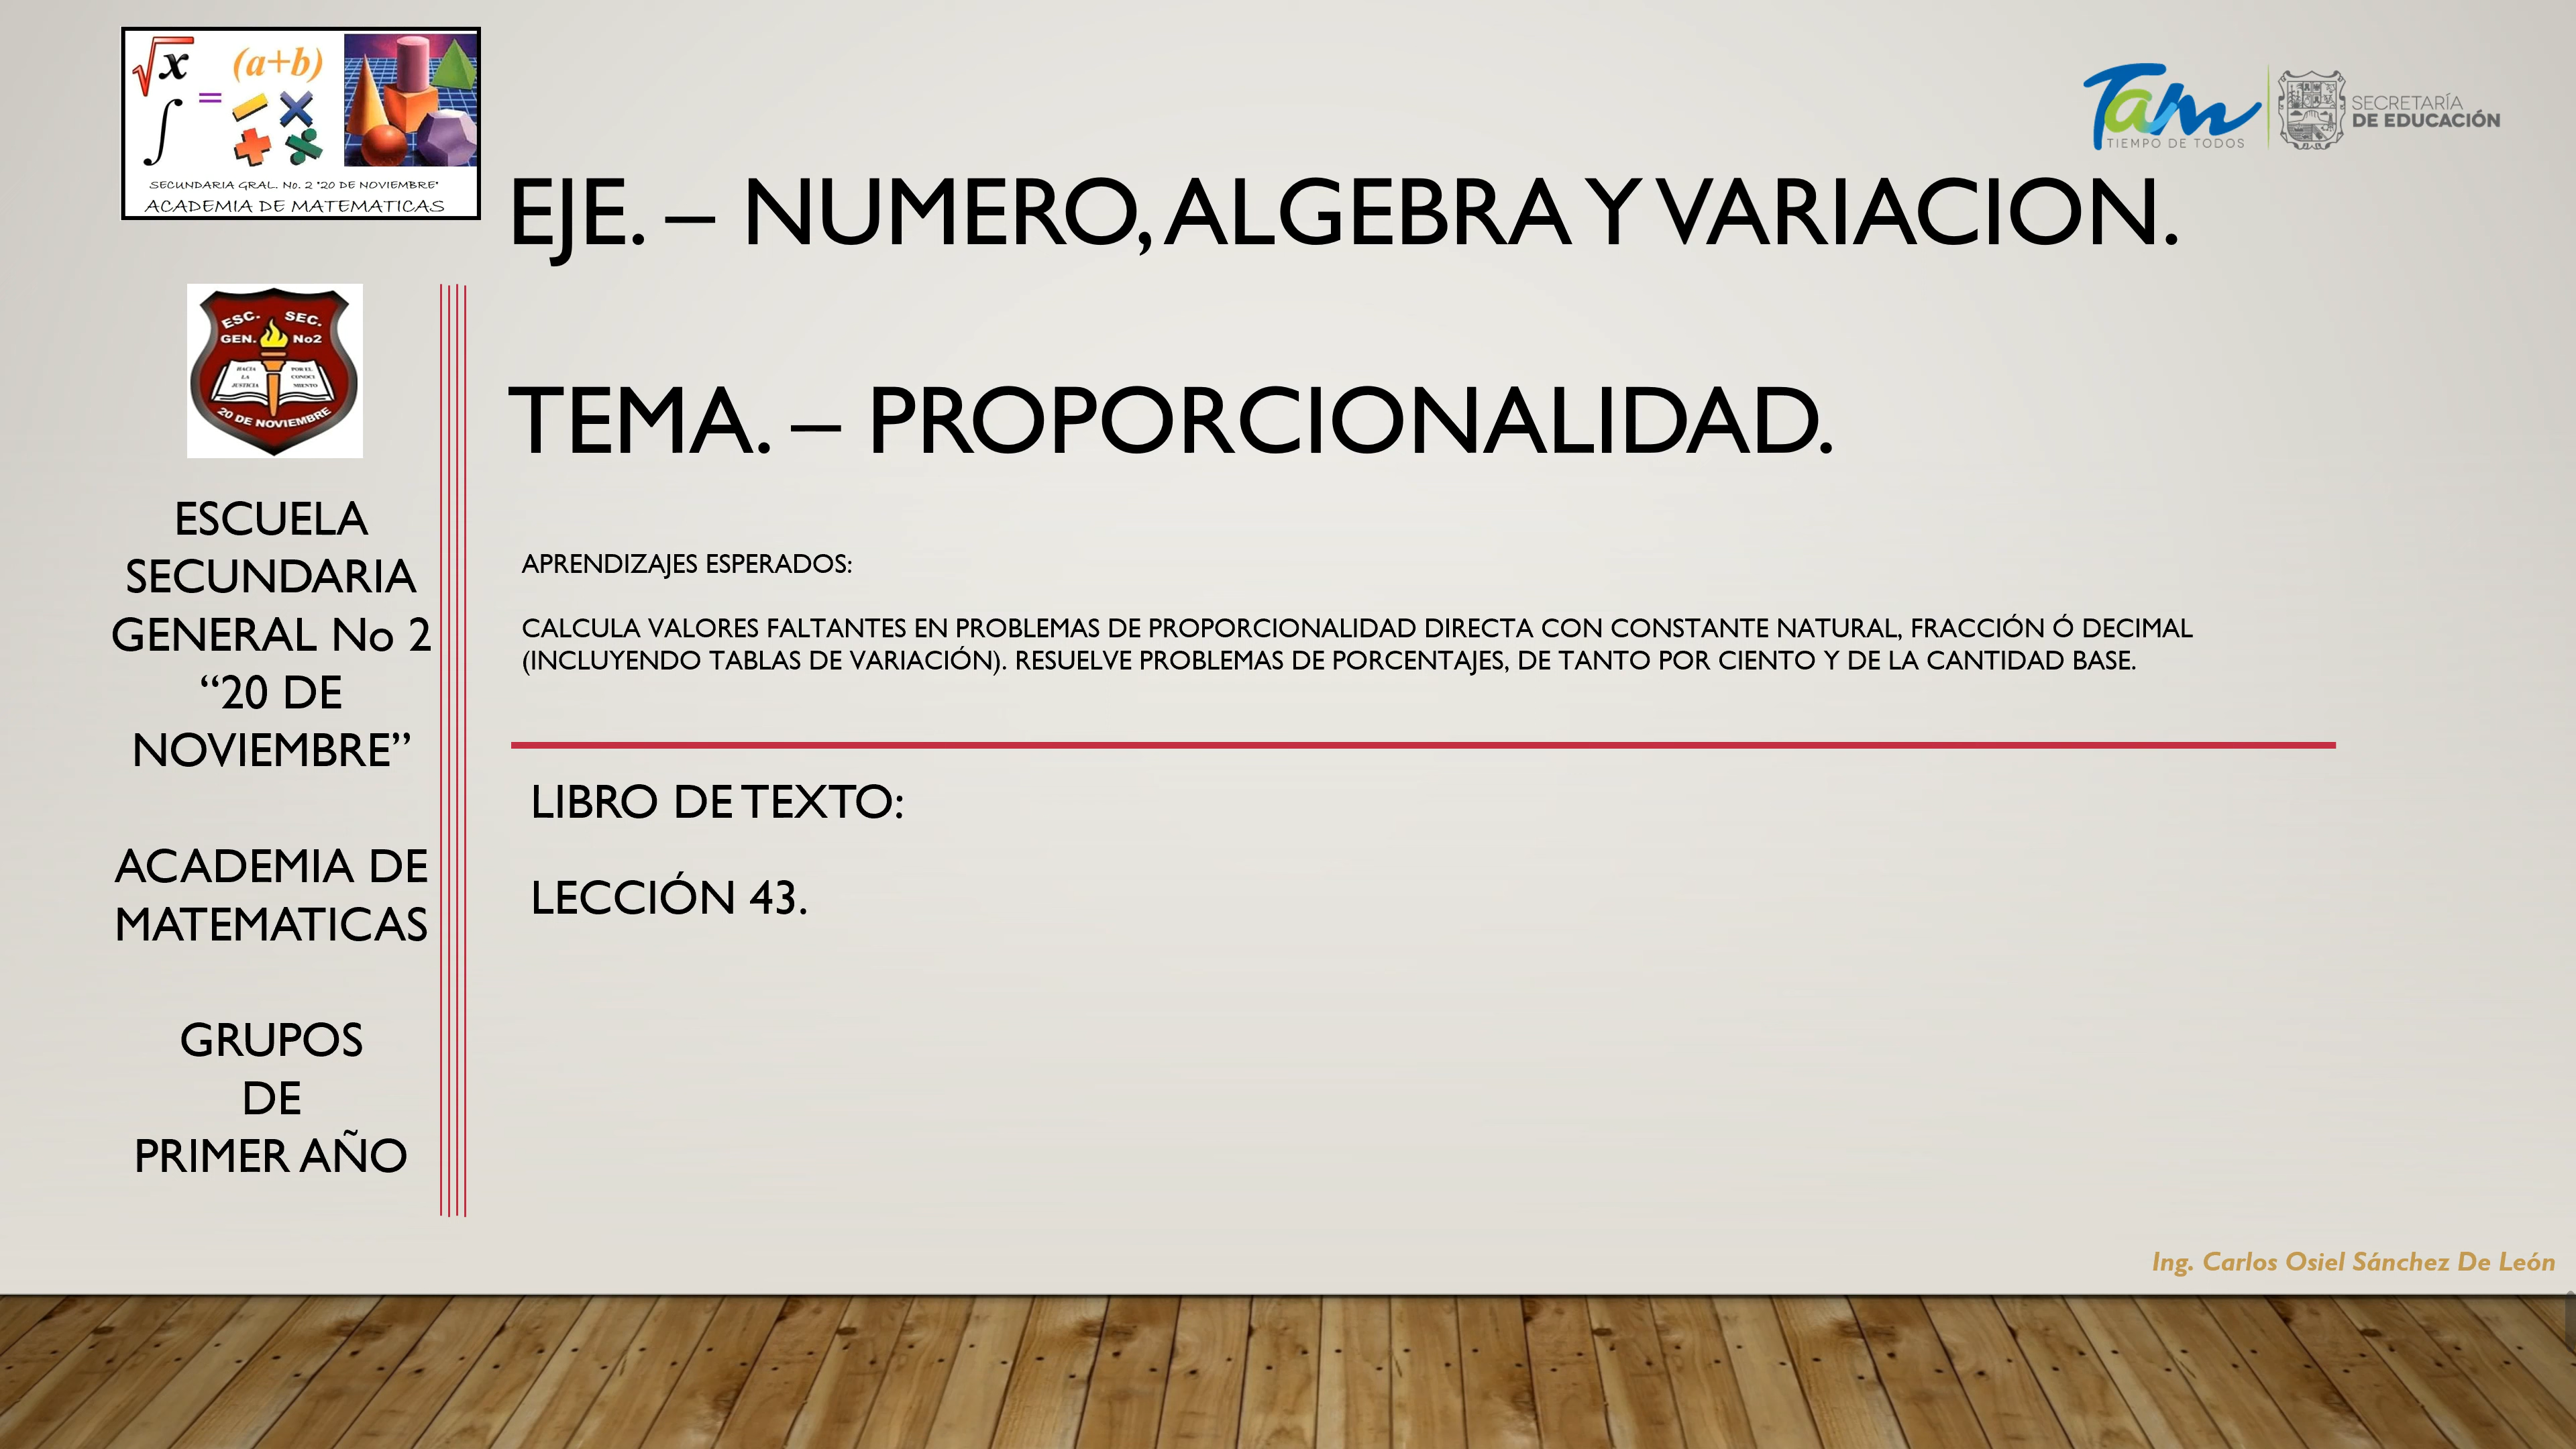 √x (a+b)
∫ =
SECUNDARIA GRAL. No. 2 "20 DE NOVIEMBRE"
ACADEMIA DE MATEMATICAS
Tam
TIEMPO DE TODOS
SECRETARÍA
DE EDUCACIÓN
EJE. – NUMERO, ALGEBRA Y VARIACION.
TEMA. – PROPORCIONALIDAD.
ESC. SEC.
GEN. No2
HACIA POR EL
LA CONOCI
JUSTICIA MIENTO
20 DE NOVIEMBRE
ESCUELA
SECUNDARIA
GENERAL No 2
“20 DE
NOVIEMBRE”
ACADEMIA DE
MATEMATICAS
GRUPOS
DE
PRIMER AÑO
APRENDIZAJES ESPERADOS:
CALCULA VALORES FALTANTES EN PROBLEMAS DE PROPORCIONALIDAD DIRECTA CON CONSTANTE NATURAL, FRACCIÓN Ó DECIMAL
(INCLUYENDO TABLAS DE VARIACIÓN). RESUELVE PROBLEMAS DE PORCENTAJES, DE TANTO POR CIENTO Y DE LA CANTIDAD BASE.
LIBRO DE TEXTO:
LECCIÓN 43.
Ing. Carlos Osiel Sánchez De León